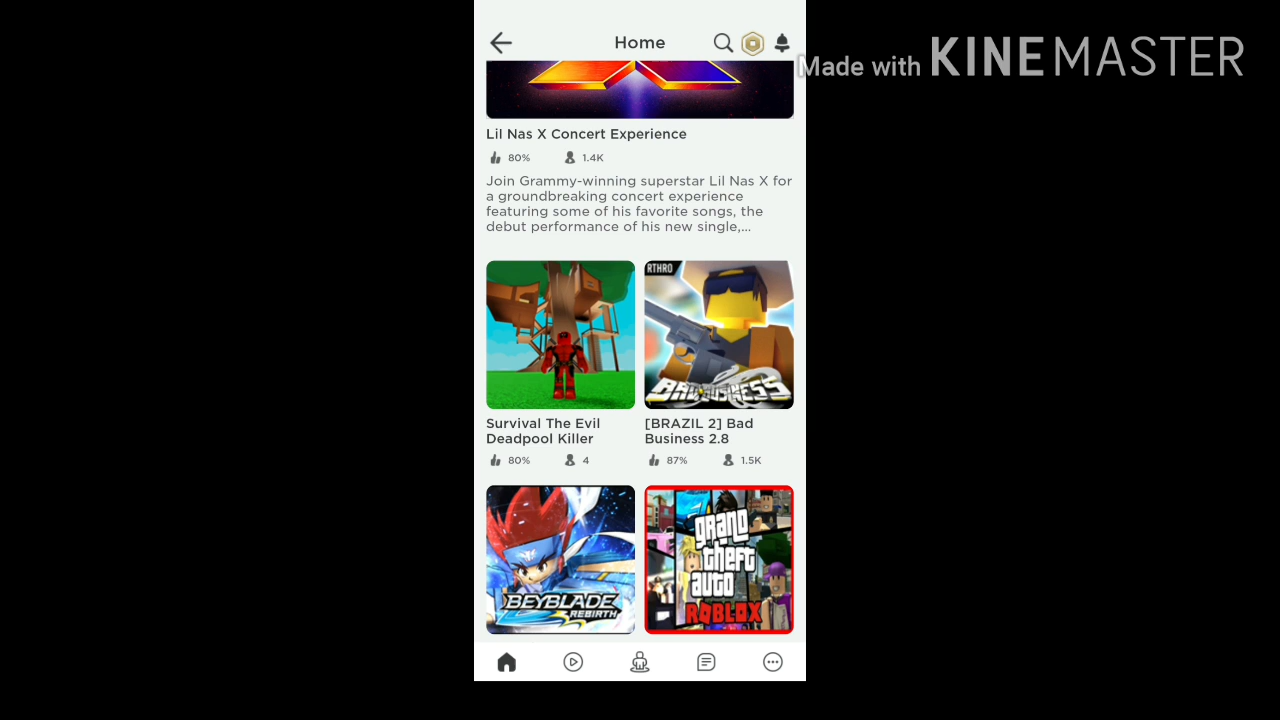 Home
Made with KINEMASTER
Lil Nas X Concert Experience
80% 1.4K
Join Grammy-winning superstar Lil Nas X for
a groundbreaking concert experience
featuring some of his favorite songs, the
debut performance of his new single,...
RTHRO
BAD BUSINESS
Survival The Evil
Deadpool Killer
80% 4
[BRAZIL 2] Bad
Business 2.8
87% 1.5K
BEYBLADE
REBIRTH
grand
theft
auto
ROBLOX